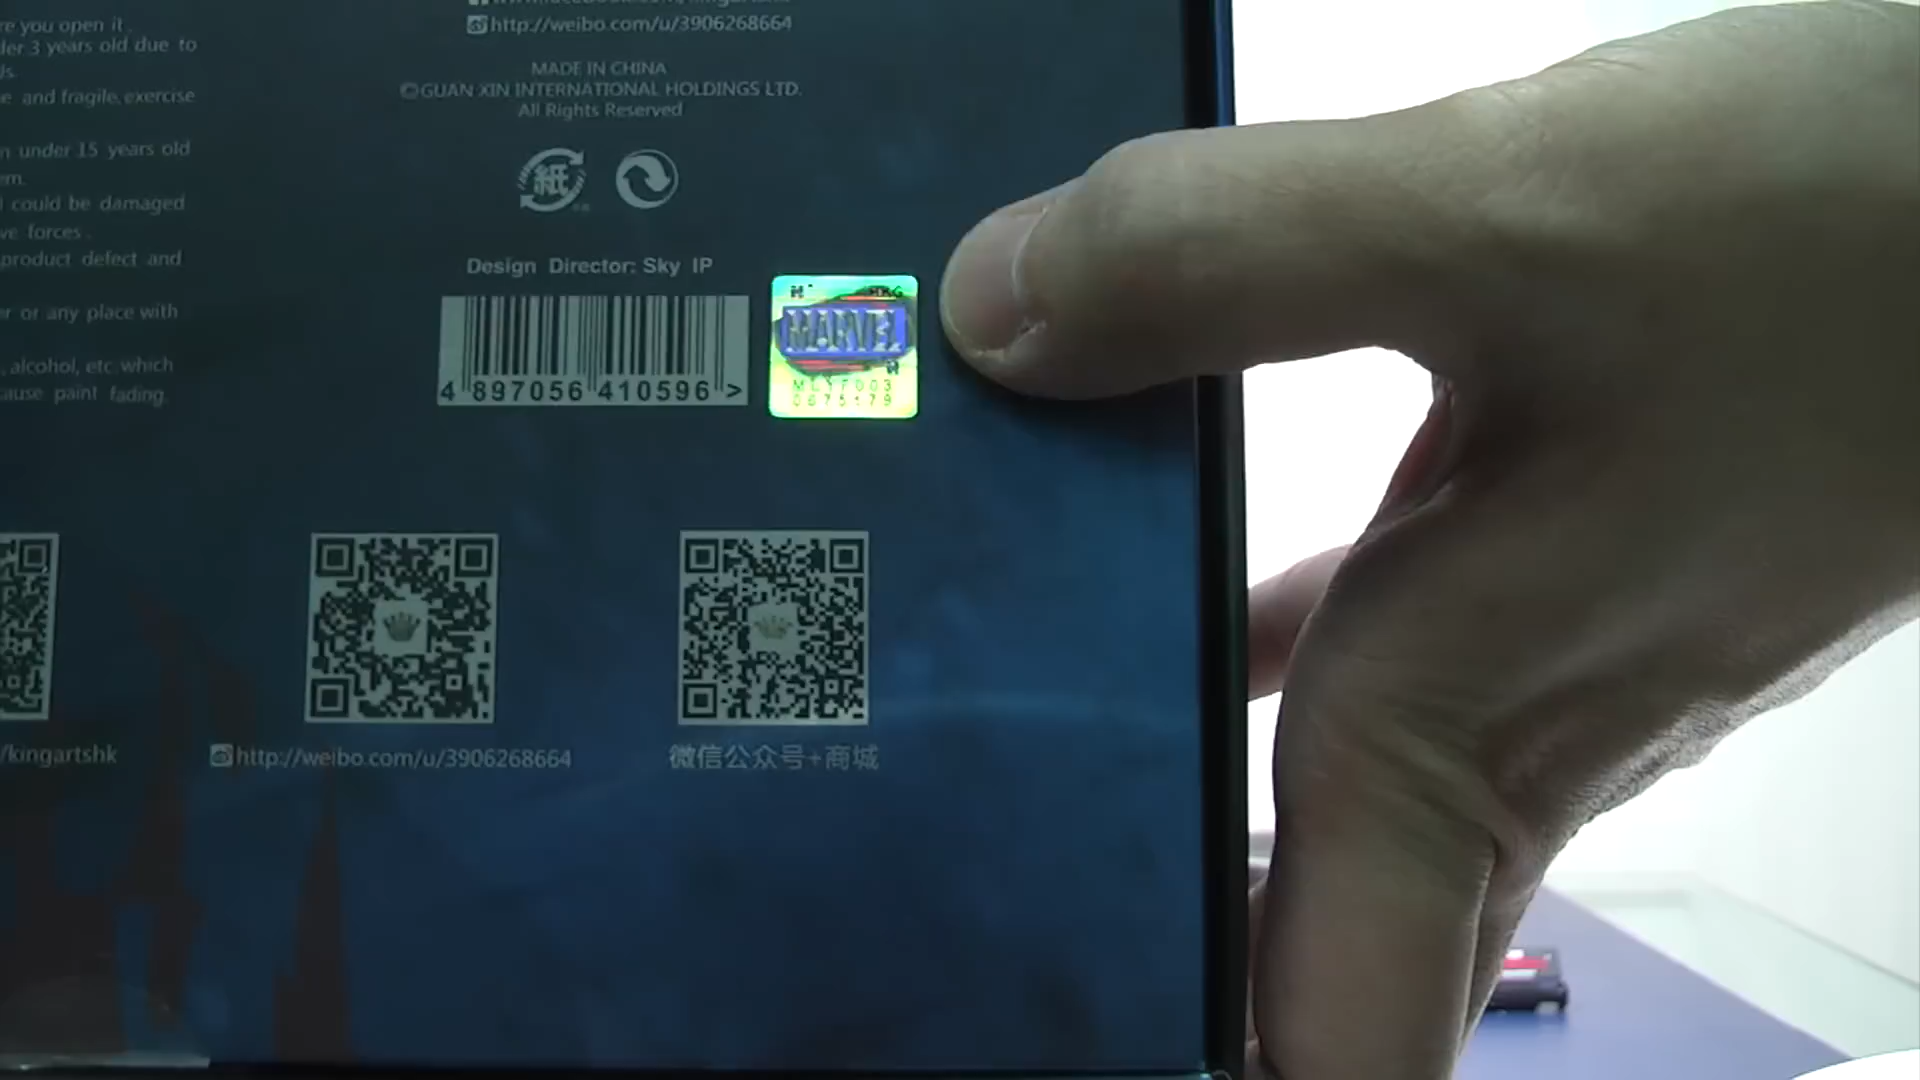 re you open it .
der 3 years old due to
ds.
e and fragile, exercise
n under 15 years old
em.
l could be damaged
ve forces .
product defect and
er or any place with
, alcohol, etc. which
ause paint fading.
http://weibo.com/u/3906268664
MADE IN CHINA
©GUAN XIN INTERNATIONAL HOLDINGS LTD.
All Rights Reserved
紙
Design Director: Sky IP
4 897056 410596 >
MARVEL
/kingartshk
http://weibo.com/u/3906268664
微信公众号+商城